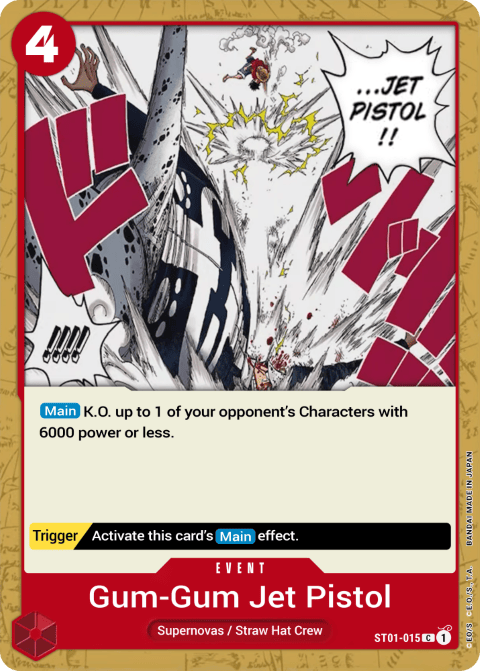 4
...JET
PISTOL
!!
ドド
!!!!
Main K.O. up to 1 of your opponent's Characters with
6000 power or less.
Trigger Activate this card's Main effect.
EVENT
Gum-Gum Jet Pistol
Supernovas / Straw Hat Crew
ST01-015 C 1
©E.O./S. ©E.O./S.,T.A. BANDAI MADE IN JAPAN